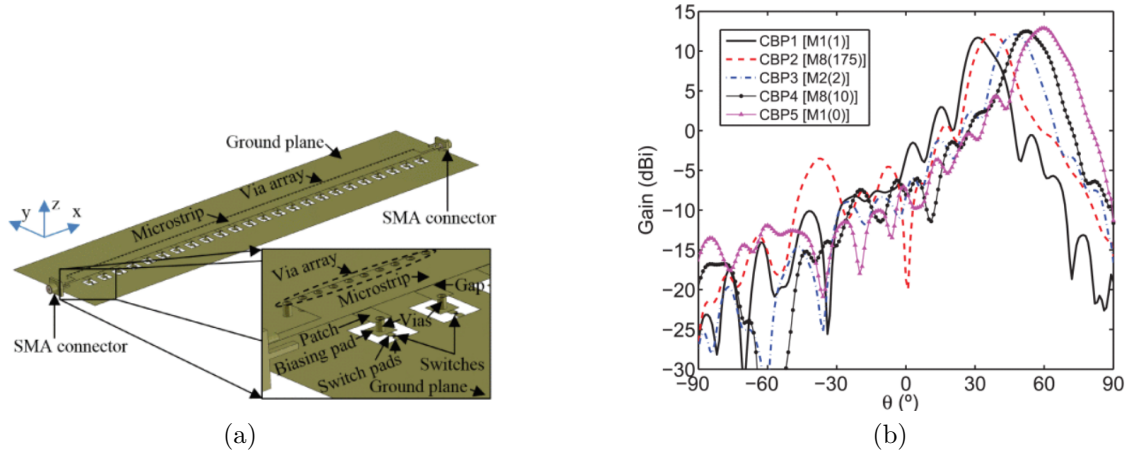 Ground plane
Via array
Microstrip
SMA connector
z
y
x
SMA connector
Via array
Microstrip
Gap
Patch
Vias
Biasing pad
Switch pads
Switches
Ground plane
(a)
15
10
5
0
−5
−10
−15
−20
−25
−30
Gain (dBi)
CBP1 [M1(1)]
CBP2 [M8(175)]
CBP3 [M2(2)]
CBP4 [M8(10)]
CBP5 [M1(0)]
−90 −60 −30 0 30 60 90
θ (º)
(b)